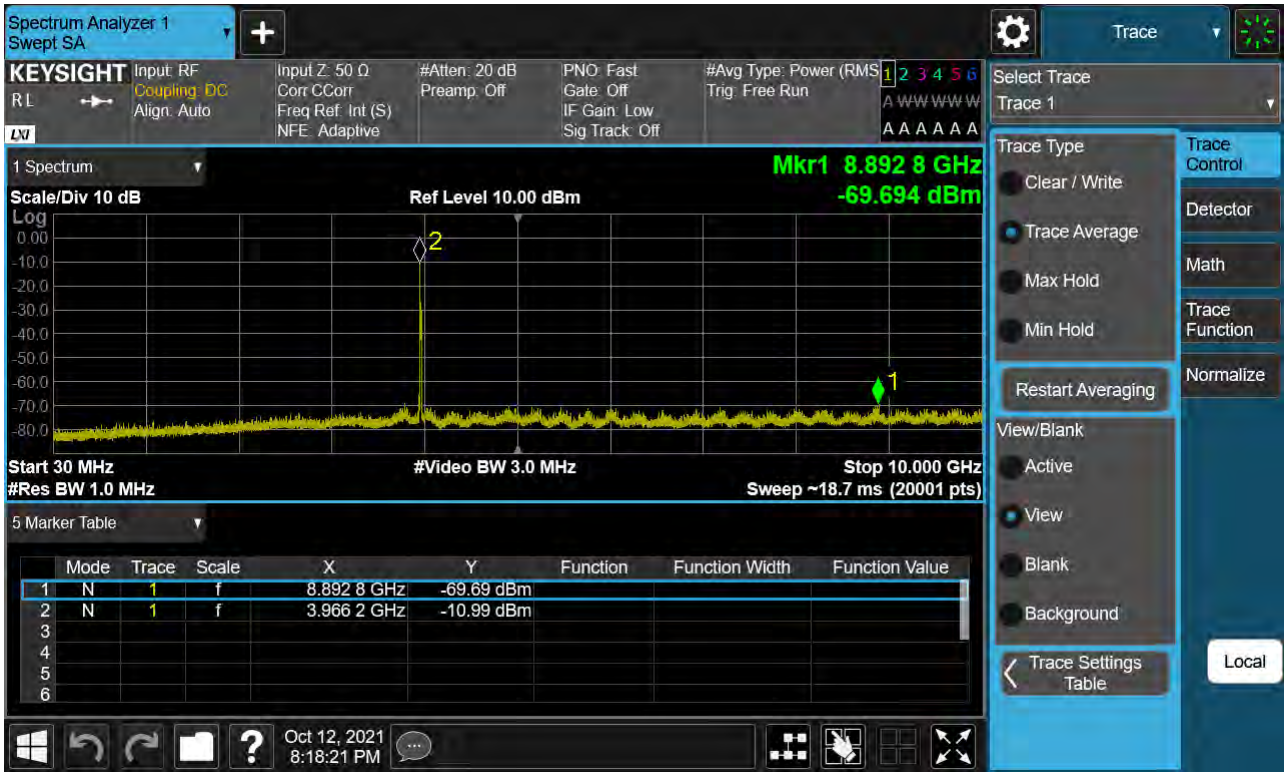 Spectrum Analyzer 1
Swept SA
+
Trace
KEYSIGHT
RL
LXI
Input: RF
Coupling: DC
Align: Auto
Input Z: 50 Ω
Corr CCorr
Freq Ref: Int (S)
NFE: Adaptive
#Atten: 20 dB
Preamp: Off
PNO: Fast
Gate: Off
IF Gain: Low
Sig Track: Off
#Avg Type: Power (RMS
Trig: Free Run
1 2 3 4 5 6
A W W W W W
A A A A A A
Select Trace
Trace 1
1 Spectrum
Mkr1 8.892 8 GHz
Scale/Div 10 dB
Ref Level 10.00 dBm
-69.694 dBm
Log
0.00
-10.0
-20.0
-30.0
-40.0
-50.0
-60.0
-70.0
-80.0
2
1
Start 30 MHz
#Video BW 3.0 MHz
Stop 10.000 GHz
#Res BW 1.0 MHz
Sweep ~18.7 ms (20001 pts)
5 Marker Table
Mode Trace Scale X Y Function Function Width Function Value
1 N 1 f 8.892 8 GHz -69.69 dBm
2 N 1 f 3.966 2 GHz -10.99 dBm
3
4
5
6
Trace Type
Clear / Write
Trace Average
Max Hold
Min Hold
Restart Averaging
View/Blank
Active
View
Blank
Background
Trace Settings
Table
Trace
Control
Detector
Math
Trace
Function
Normalize
Local
?
Oct 12, 2021
8:18:21 PM